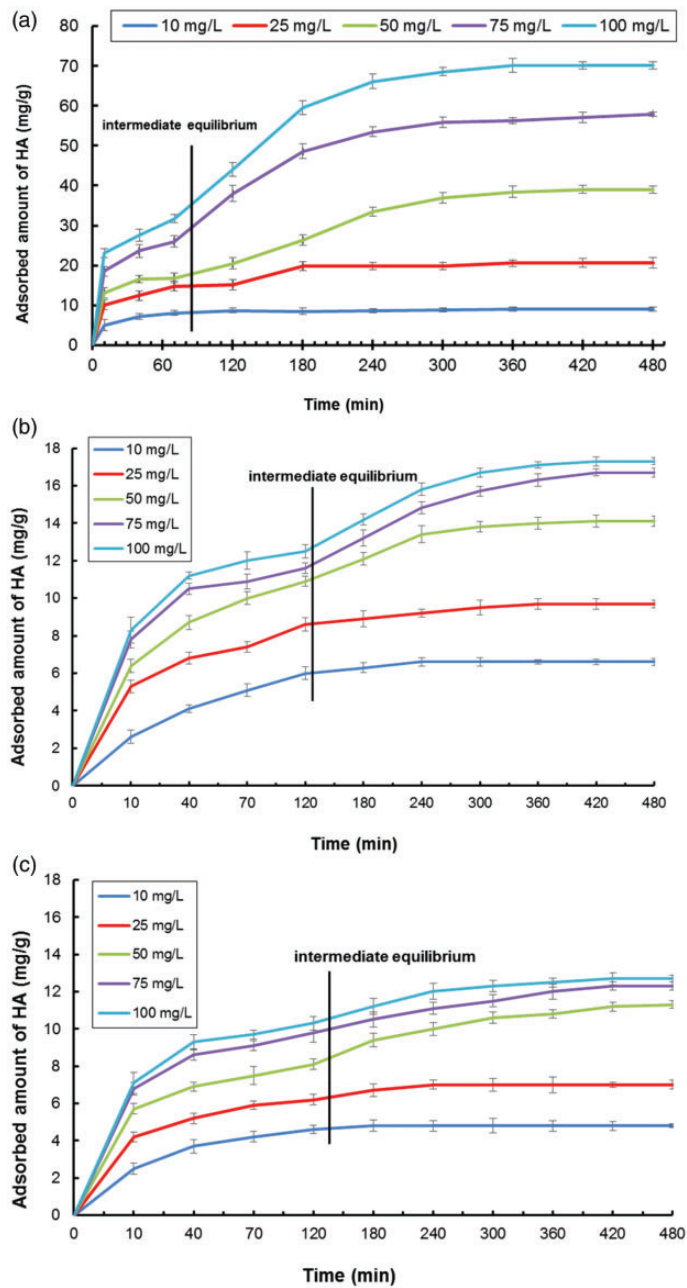 (a)
10 mg/L 25 mg/L 50 mg/L 75 mg/L 100 mg/L
Adsorbed amount of HA (mg/g)
70
60
50
40
30
20
10
0
intermediate equilibrium
0 60 120 180 240 300 360 420 480
Time (min)
(b)
10 mg/L
25 mg/L
50 mg/L
75 mg/L
100 mg/L
Adsorbed amount of HA (mg/g)
18
16
14
12
10
8
6
4
2
0
intermediate equilibrium
0 10 40 70 120 180 240 300 360 420 480
Time (min)
(c)
10 mg/L
25 mg/L
50 mg/L
75 mg/L
100 mg/L
Adsorbed amount of HA (mg/g)
18
16
14
12
10
8
6
4
2
0
intermediate equilibrium
0 10 40 70 120 180 240 300 360 420 480
Time (min)